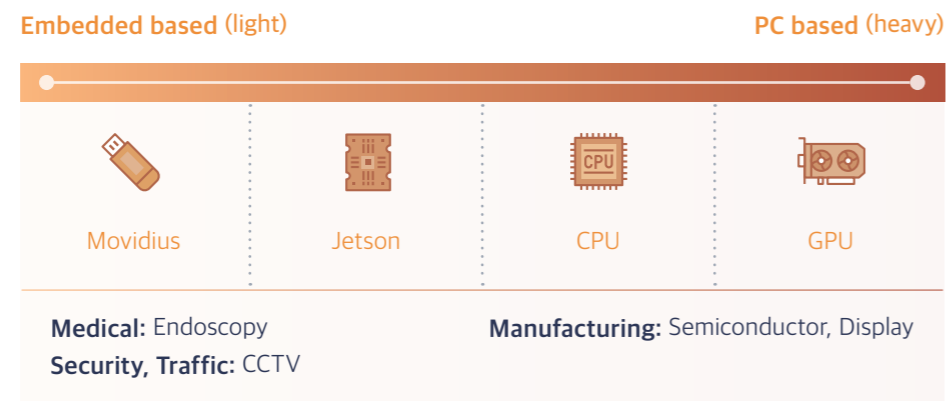 Embedded based (light)
PC based (heavy)
CPU
Movidius
Jetson
CPU
GPU
Medical: Endoscopy
Security, Traffic: CCTV
Manufacturing: Semiconductor, Display